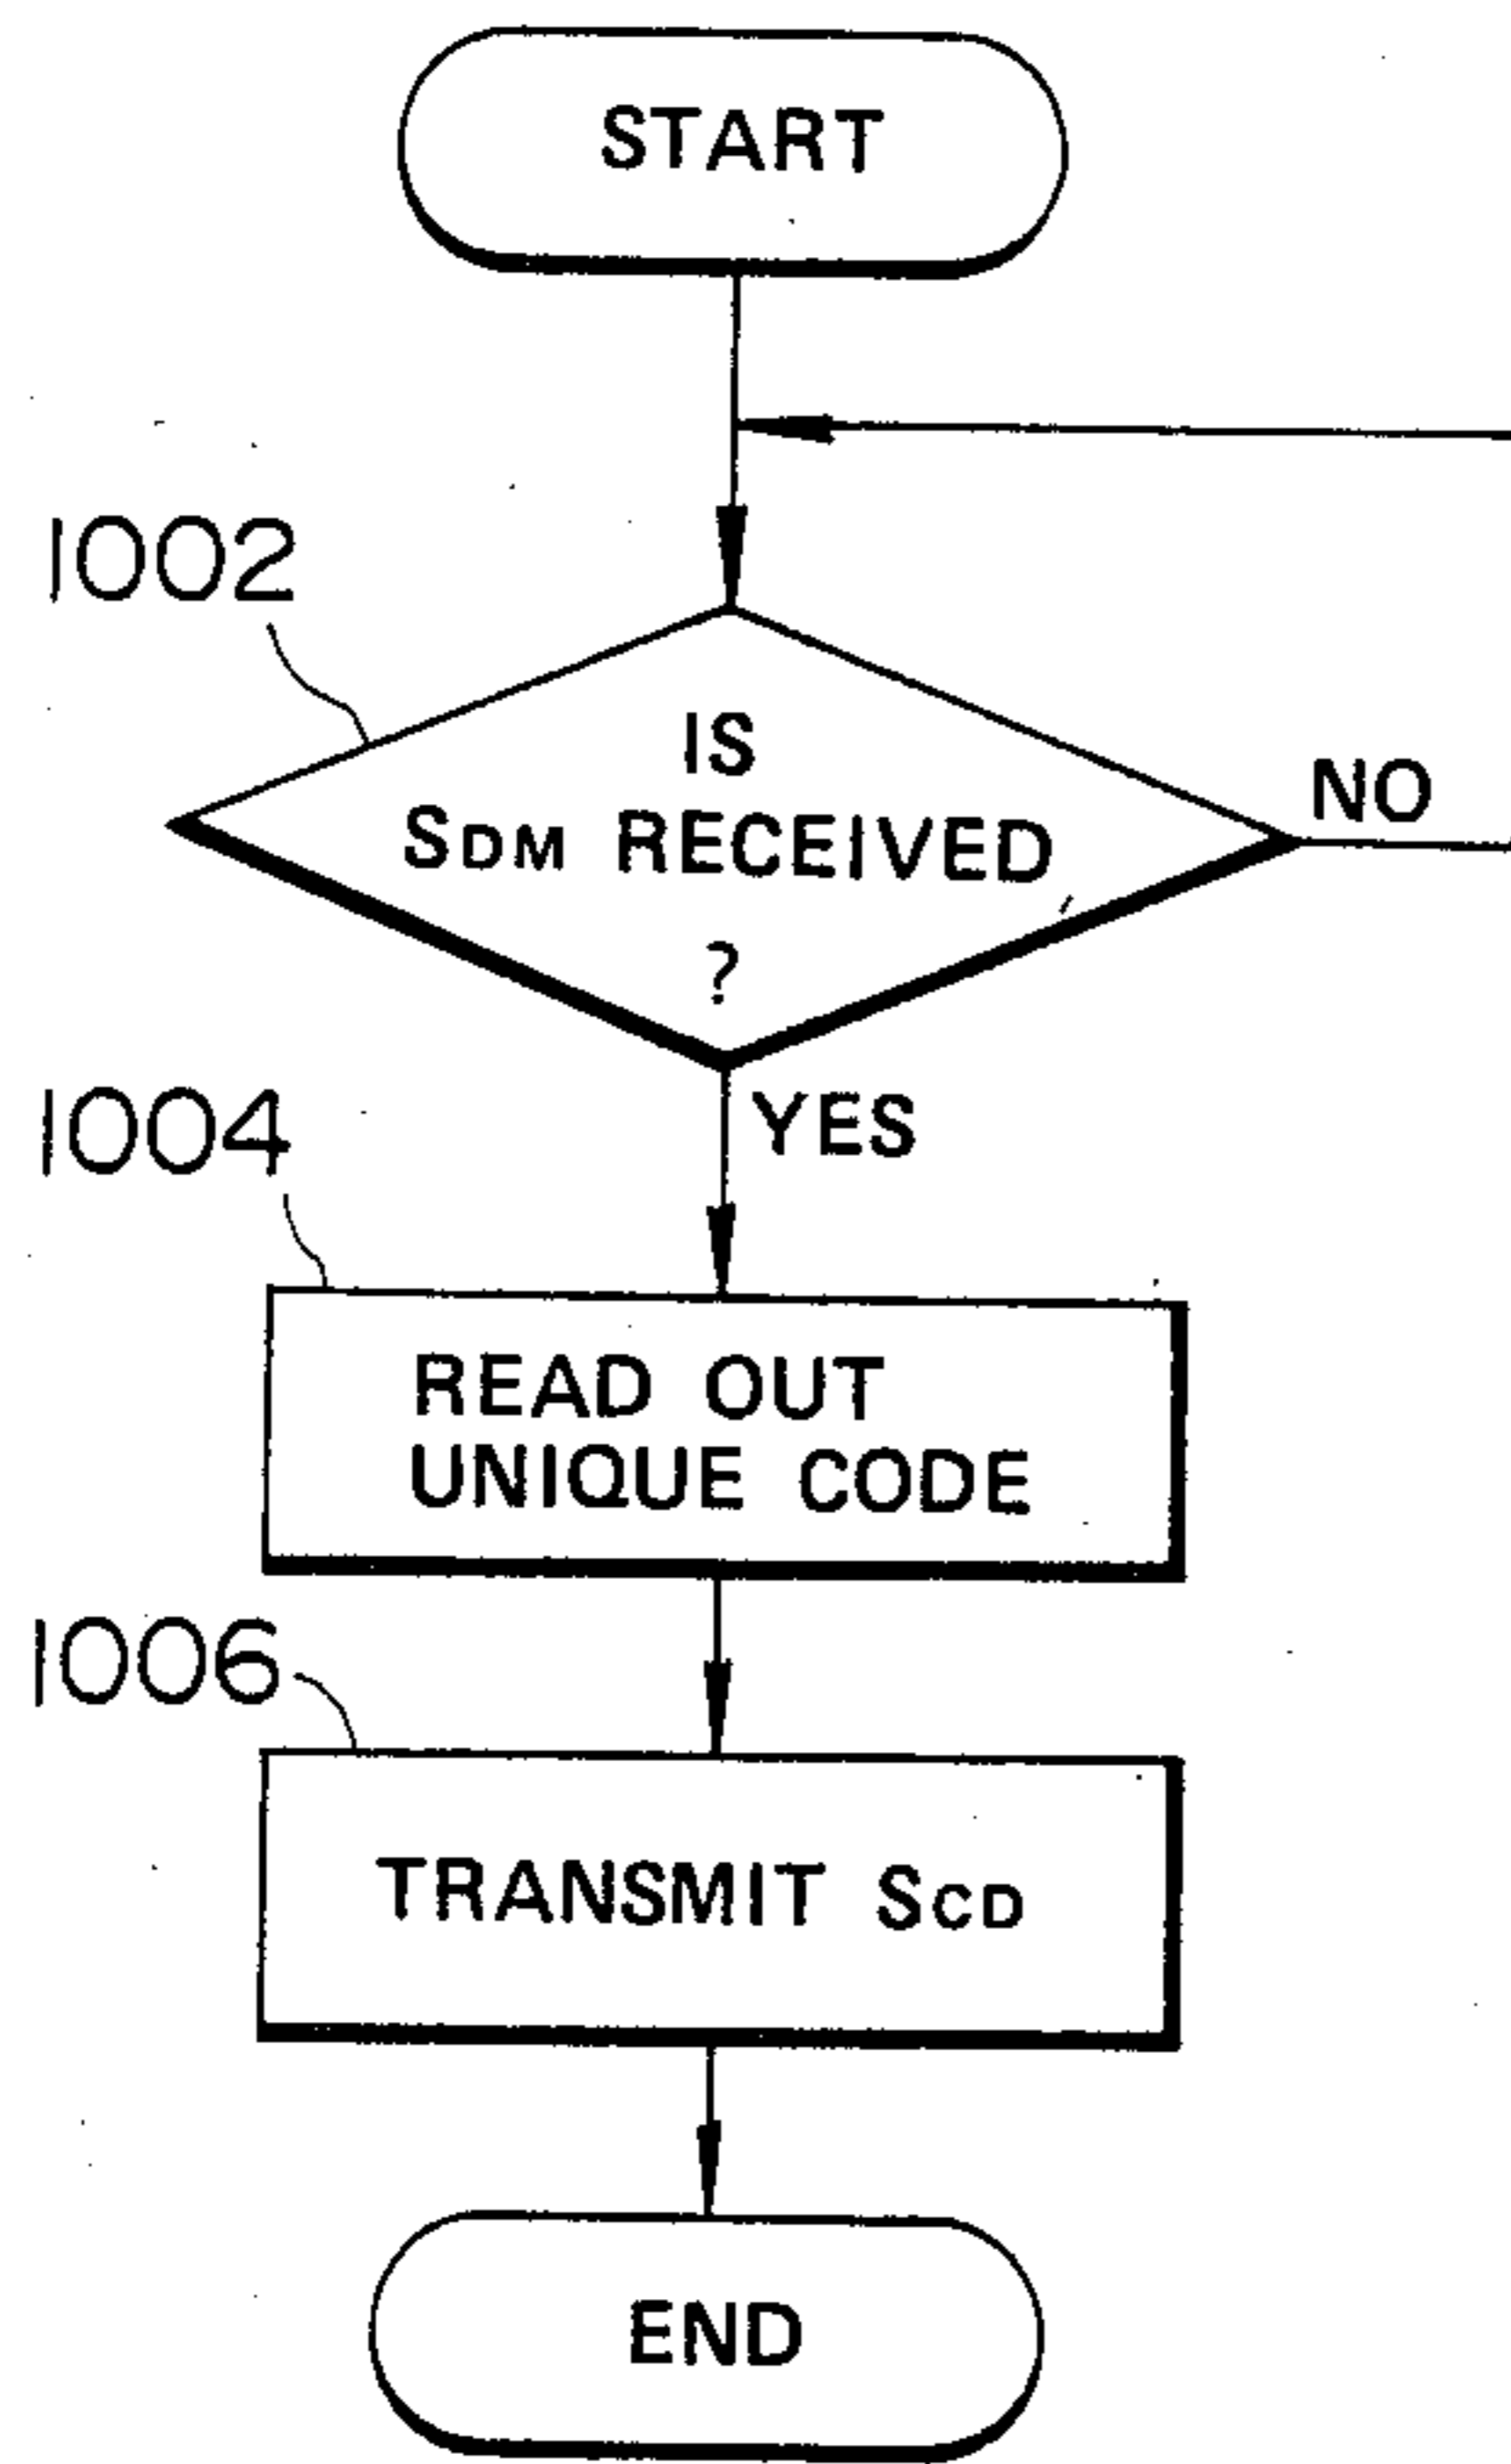 START
1002
IS
SDM RECEIVED
?
NO
YES
1004
READ OUT
UNIQUE CODE
1006
TRANSMIT SCD
END